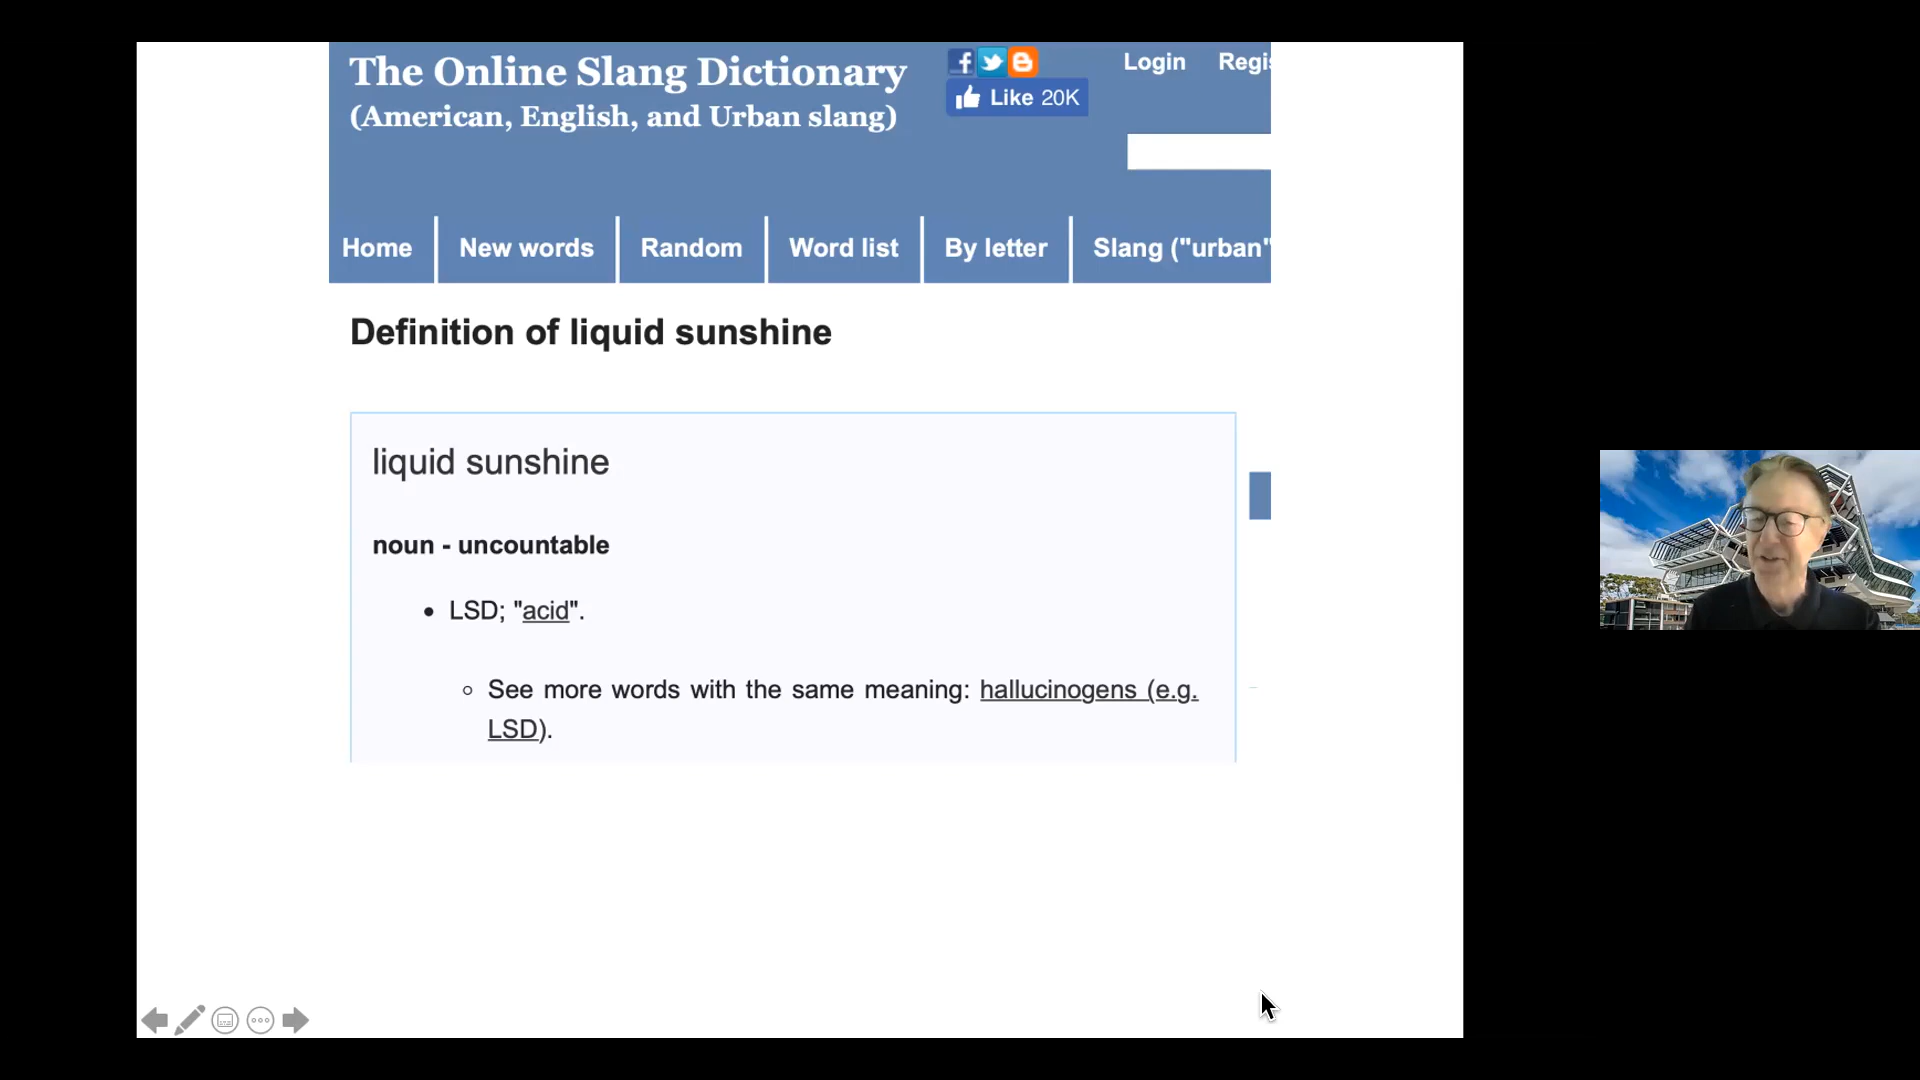 The Online Slang Dictionary
(American, English, and Urban slang)
Like 20K
Login Regis
Home New words Random Word list By letter Slang ("urban"
Definition of liquid sunshine
liquid sunshine
noun - uncountable
• LSD; "acid".
○ See more words with the same meaning: hallucinogens (e.g.
LSD).